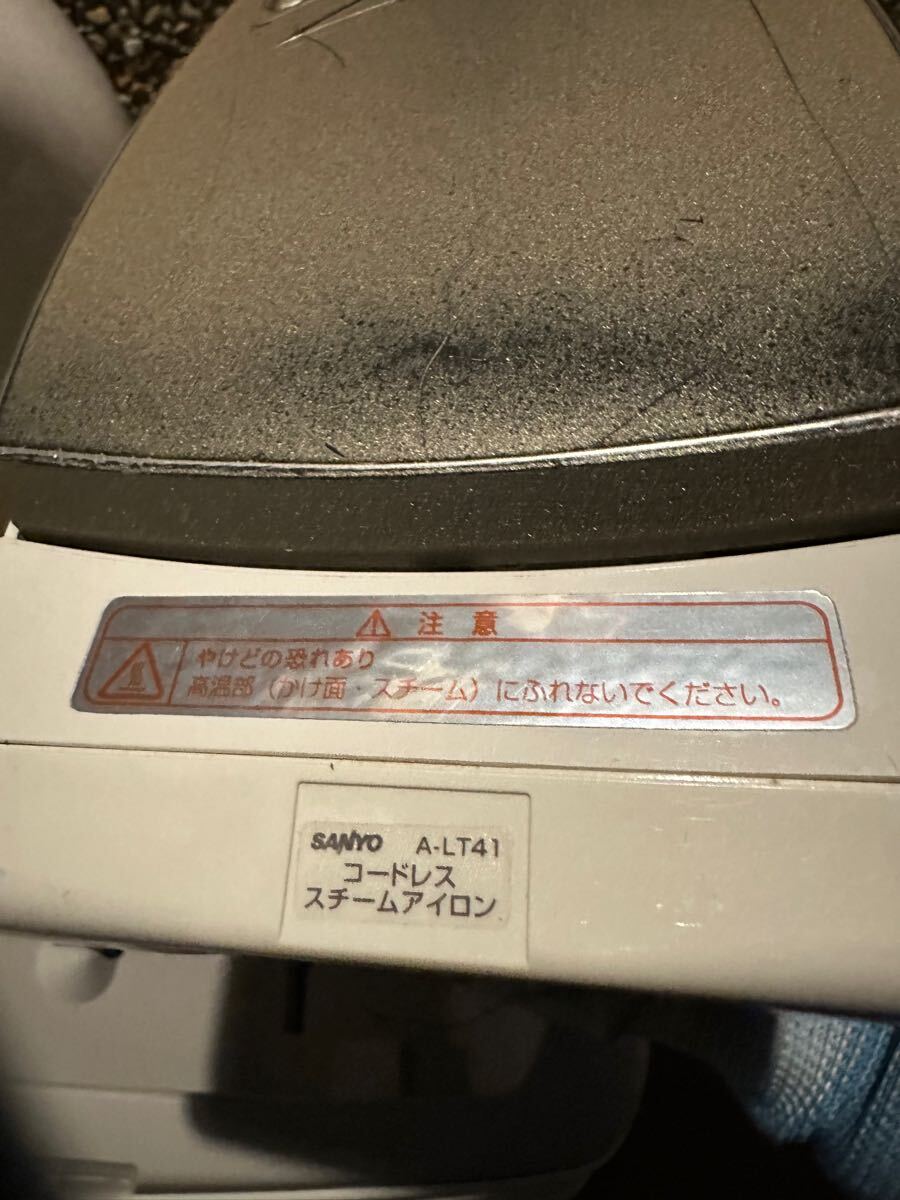 ⚠ 注意
やけどの恐れあり
高温部（かけ面・スチーム）にふれないでください。
SANYO A-LT41
コードレス
スチームアイロン